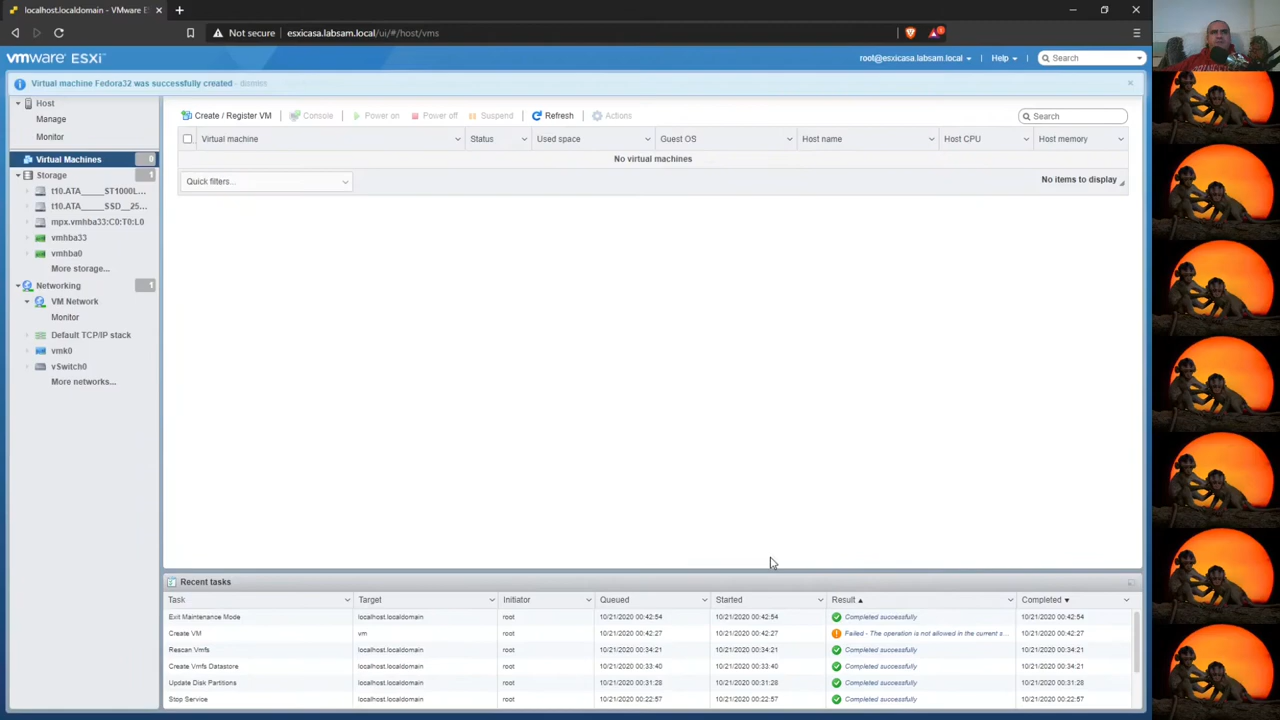 localhost.localdomain - VMware E
Not secure esxicasa.labsam.local/ui/#/host/vms
vmware ESXi™ root@esxicasa.labsam.local Help Search
Virtual machine Fedora32 was successfully created - dismiss
Host
Manage
Monitor
Virtual Machines 0
Storage 1
t10.ATA_____ST1000L...
t10.ATA_____SSD__25...
mpx.vmhba33:C0:T0:L0
vmhba33
vmhba0
More storage...
Networking 1
VM Network
Monitor
Default TCP/IP stack
vmk0
vSwitch0
More networks...
Create / Register VM Console Power on Power off Suspend Refresh Actions Search
Virtual machine Status Used space Guest OS Host name Host CPU Host memory
No virtual machines
Quick filters... No items to display
Recent tasks
Task Target Initiator Queued Started Result Completed
Exit Maintenance Mode localhost.localdomain root 10/21/2020 00:42:54 10/21/2020 00:42:54 Completed successfully 10/21/2020 00:42:54
Create VM vm root 10/21/2020 00:42:27 10/21/2020 00:42:27 Failed - The operation is not allowed in the current s... 10/21/2020 00:42:27
Rescan Vmfs localhost.localdomain root 10/21/2020 00:34:21 10/21/2020 00:34:21 Completed successfully 10/21/2020 00:34:21
Create Vmfs Datastore localhost.localdomain root 10/21/2020 00:33:40 10/21/2020 00:33:40 Completed successfully 10/21/2020 00:34:21
Update Disk Partitions localhost.localdomain root 10/21/2020 00:31:28 10/21/2020 00:31:28 Completed successfully 10/21/2020 00:31:28
Stop Service localhost.localdomain root 10/21/2020 00:22:57 10/21/2020 00:22:57 Completed successfully 10/21/2020 00:22:57